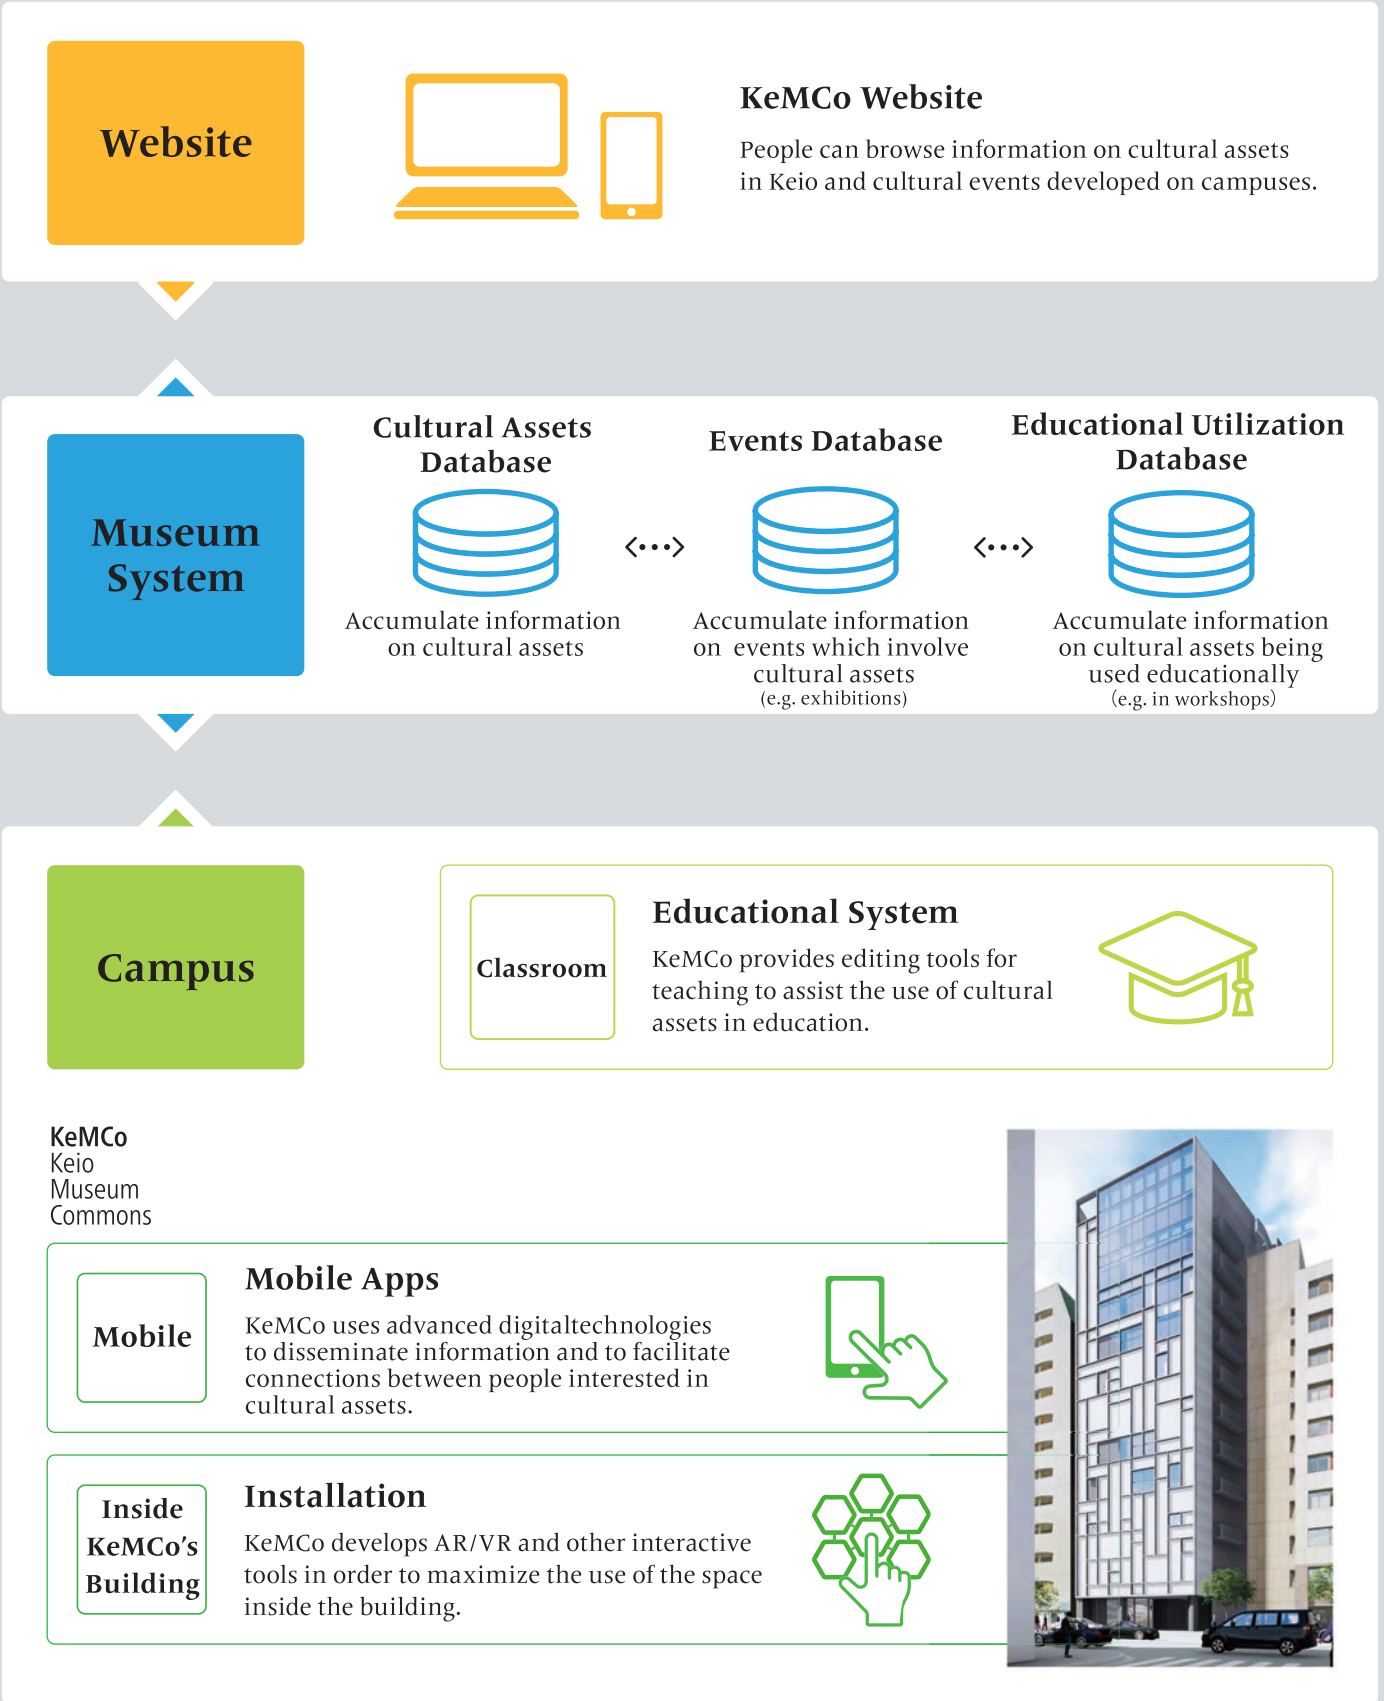 Website
KeMCo Website
People can browse information on cultural assets
in Keio and cultural events developed on campuses.
Museum
System
Cultural Assets
Database
Accumulate information
on cultural assets
Events Database
Accumulate information
on events which involve
cultural assets
(e.g. exhibitions)
Educational Utilization
Database
Accumulate information
on cultural assets being
used educationally
(e.g. in workshops)
Campus
Classroom
Educational System
KeMCo provides editing tools for
teaching to assist the use of cultural
assets in education.
KeMCo
Keio
Museum
Commons
Mobile
Mobile Apps
KeMCo uses advanced digitaltechnologies
to disseminate information and to facilitate
connections between people interested in
cultural assets.
Inside
KeMCo's
Building
Installation
KeMCo develops AR/VR and other interactive
tools in order to maximize the use of the space
inside the building.